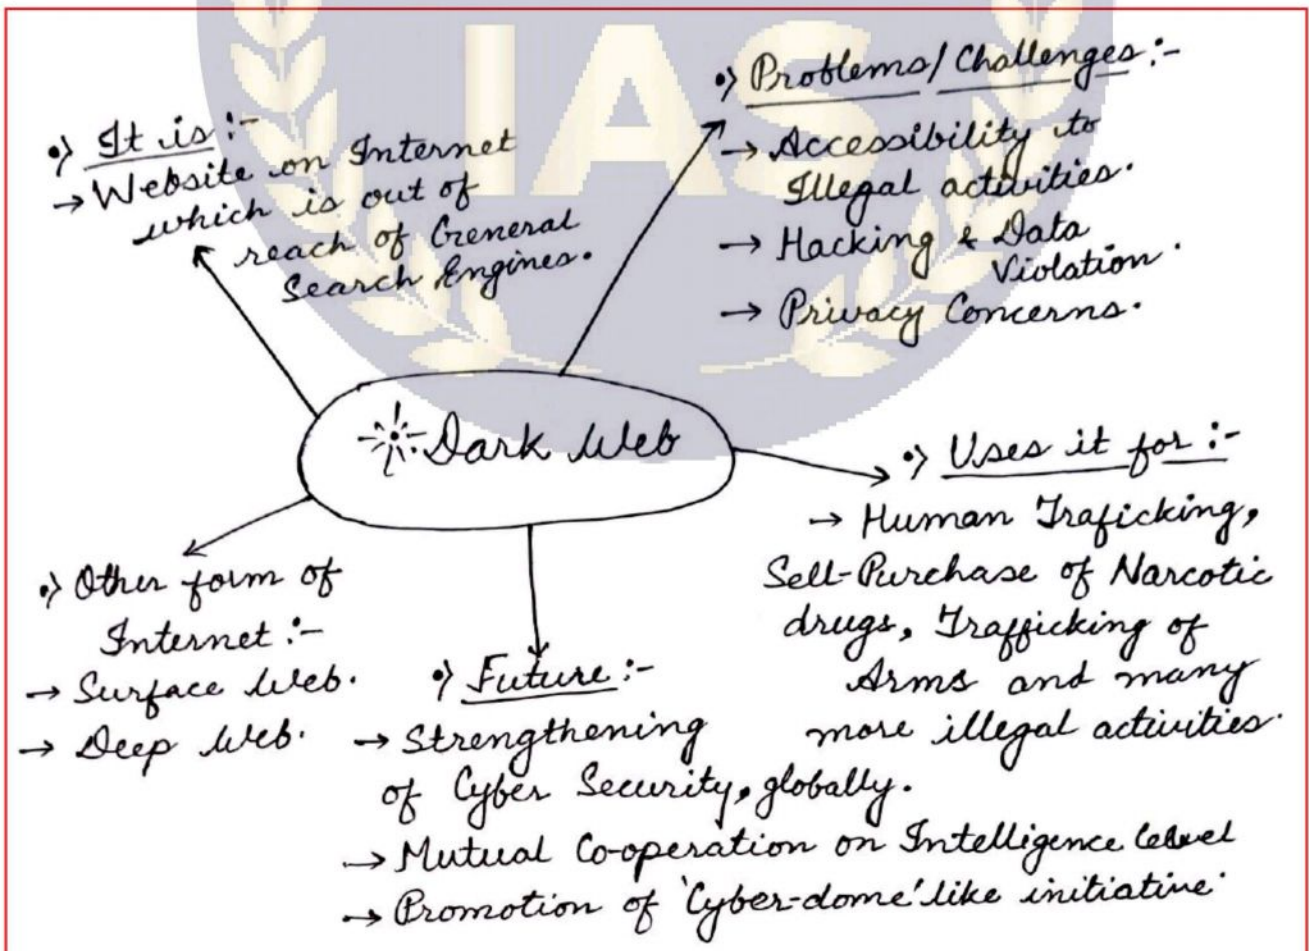 IAS
•) It is :-
→ Website on Internet
which is out of
reach of General
Search Engines.
•) Problems/Challenges :-
→ Accessibility to
Illegal activities.
→ Hacking & Data
Violation.
→ Privacy Concerns.
Dark Web
•) Uses it for :-
→ Human Traficking,
Sell-Purchase of Narcotic
drugs, Trafficking of
Arms and many
more illegal activities.
•) Other form of
Internet :-
→ Surface Web.
→ Deep Web.
•) Future :-
→ Strengthening
of Cyber Security, globally.
→ Mutual Co-operation on Intelligence level
→ Promotion of 'Cyber-dome' like initiative.